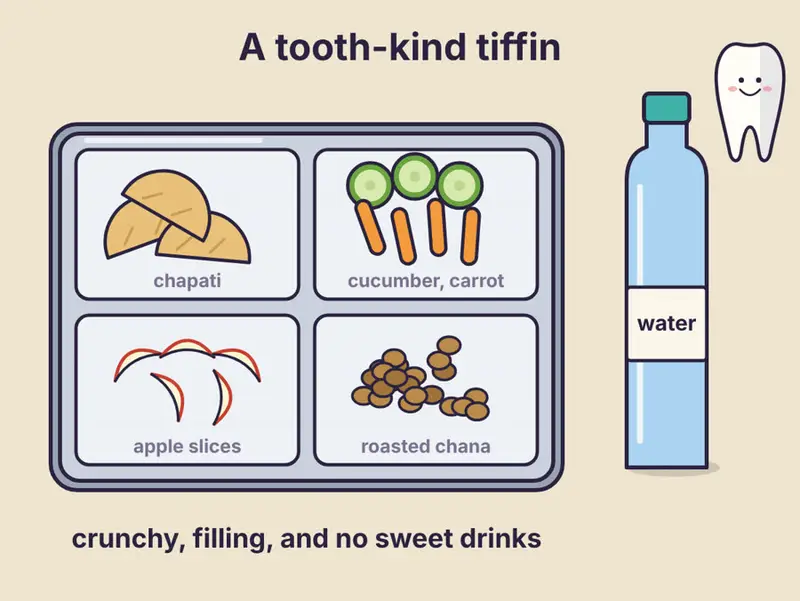 A tooth-kind tiffin
chapati
cucumber, carrot
apple slices
roasted chana
water
crunchy, filling, and no sweet drinks